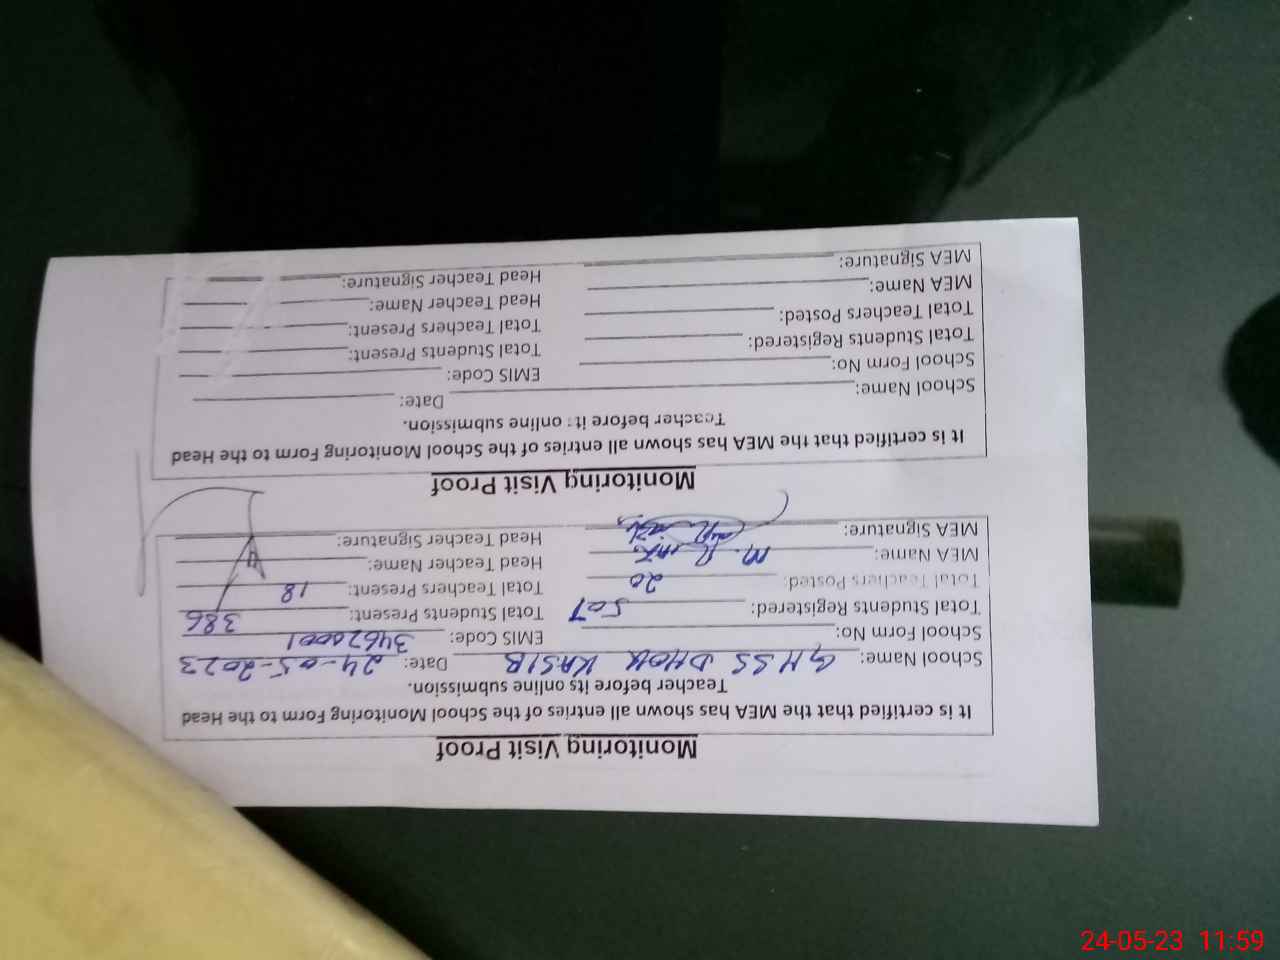 Monitoring Visit Proof
It is certified that the MEA has shown all entries of the School Monitoring Form to the Head
Teacher before its online submission.
School Name: GHSS DHOK KASIB Date: 24-05-2023
School Form No: EMIS Code: 34620001
Total Students Registered: 507 Total Students Present: 386
Total Teachers Posted: 20 Total Teachers Present: 18
MEA Name: M. Head Teacher Name:
MEA Signature: Head Teacher Signature:
Monitoring Visit Proof
It is certified that the MEA has shown all entries of the School Monitoring Form to the Head
Teacher before its online submission.
School Name: Date:
School Form No: EMIS Code:
Total Students Registered: Total Students Present:
Total Teachers Posted: Total Teachers Present:
MEA Name: Head Teacher Name:
MEA Signature: Head Teacher Signature:
24-05-23 11:59